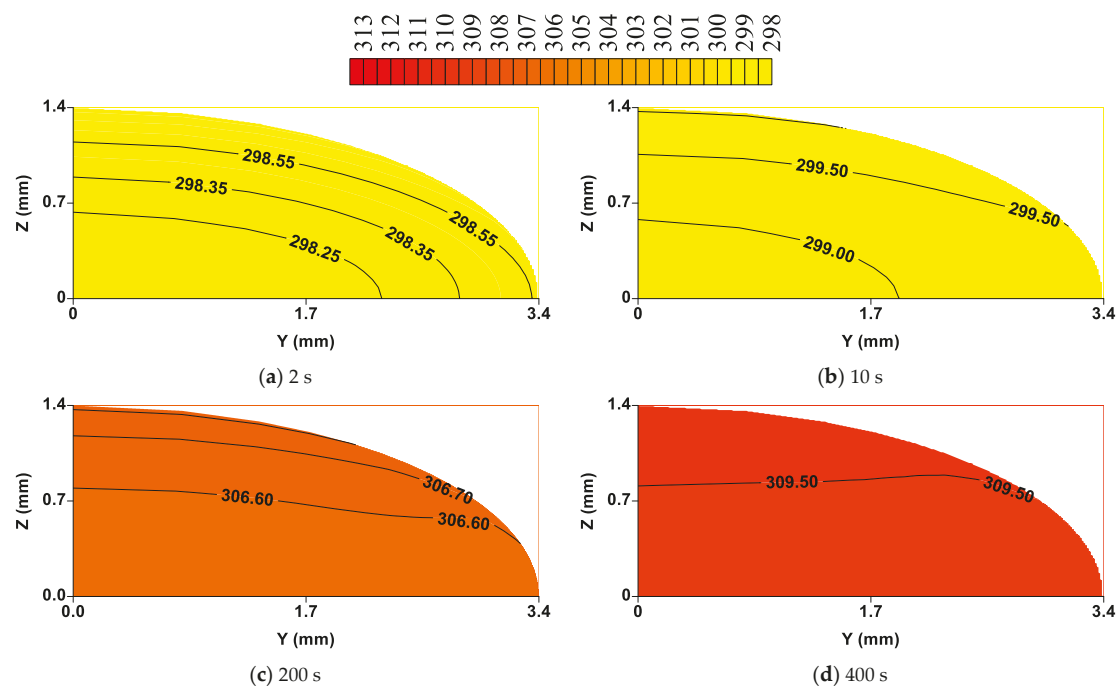 313 312 311 310 309 308 307 306 305 304 303 302 301 300 299 298
1.4 1.4
298.55 299.50
298.35
Z (mm) 0.7 298.55 Z (mm) 0.7 299.50
298.25 298.35 299.00
0 0
0 1.7 3.4 0 1.7 3.4
Y (mm) Y (mm)
(a) 2 s (b) 10 s
1.4 1.4
Z (mm) 0.7 306.60 306.70 Z (mm) 0.7 309.50 309.50
306.60
0.0 0
0.0 1.7 3.4 0 1.7 3.4
Y (mm) Y (mm)
(c) 200 s (d) 400 s